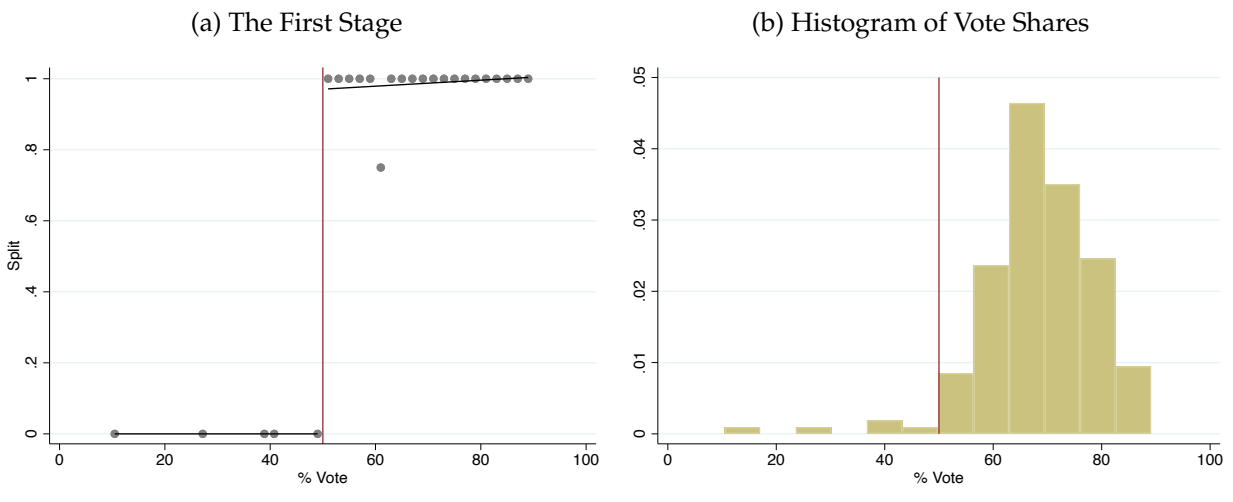 (a) The First Stage
1
.8
.6
.4
.2
0
Split
0 20 40 60 80 100
% Vote
(b) Histogram of Vote Shares
.05
.04
.03
.02
.01
0
0 20 40 60 80 100
% Vote